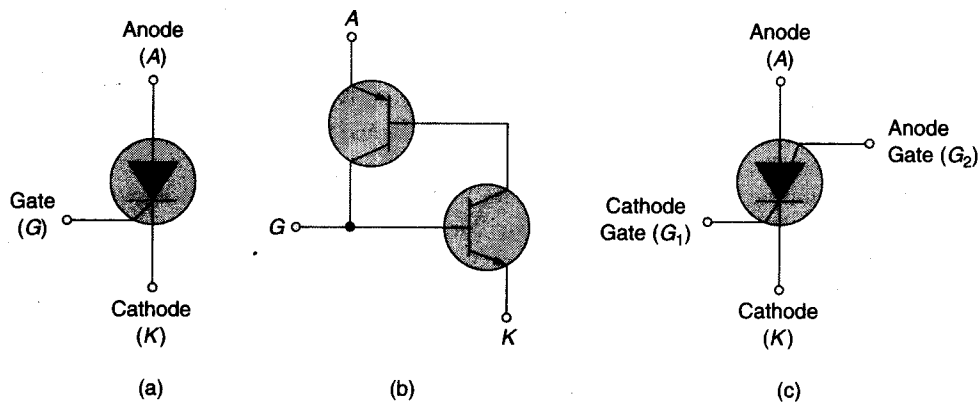 Anode
(A)
Gate
(G)
Cathode
(K)
(a)
A
G
K
(b)
Anode
(A)
Anode
Gate (G₂)
Cathode
Gate (G₁)
Cathode
(K)
(c)